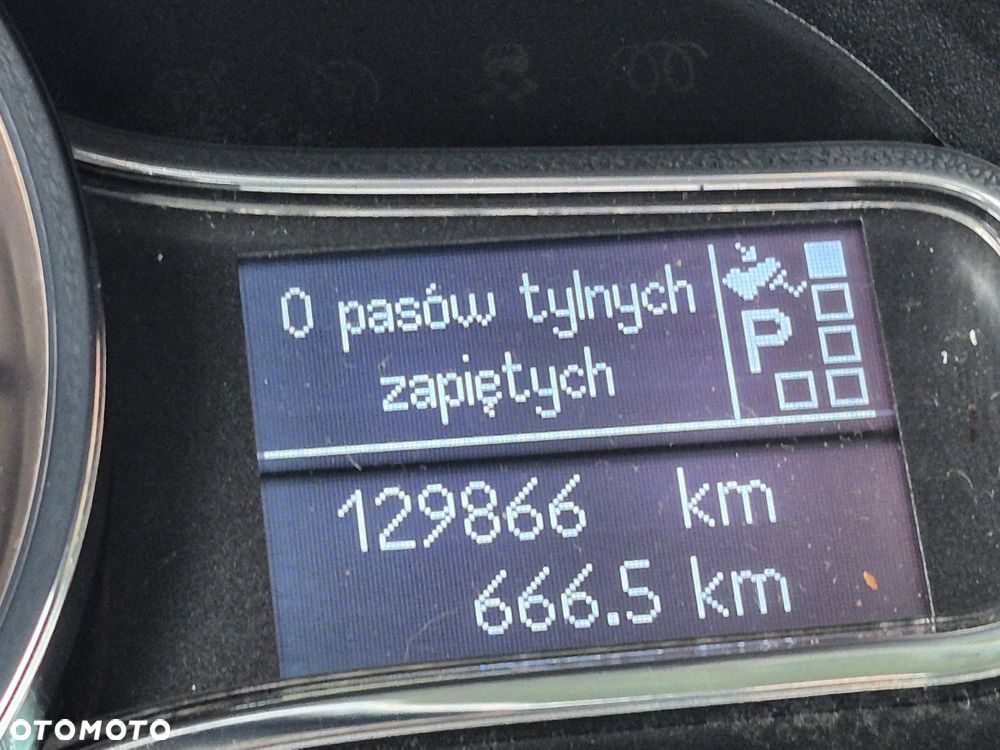 0 pasów tylnych
zapiętych
P
129866 km
666.5 km
OTOMOTO